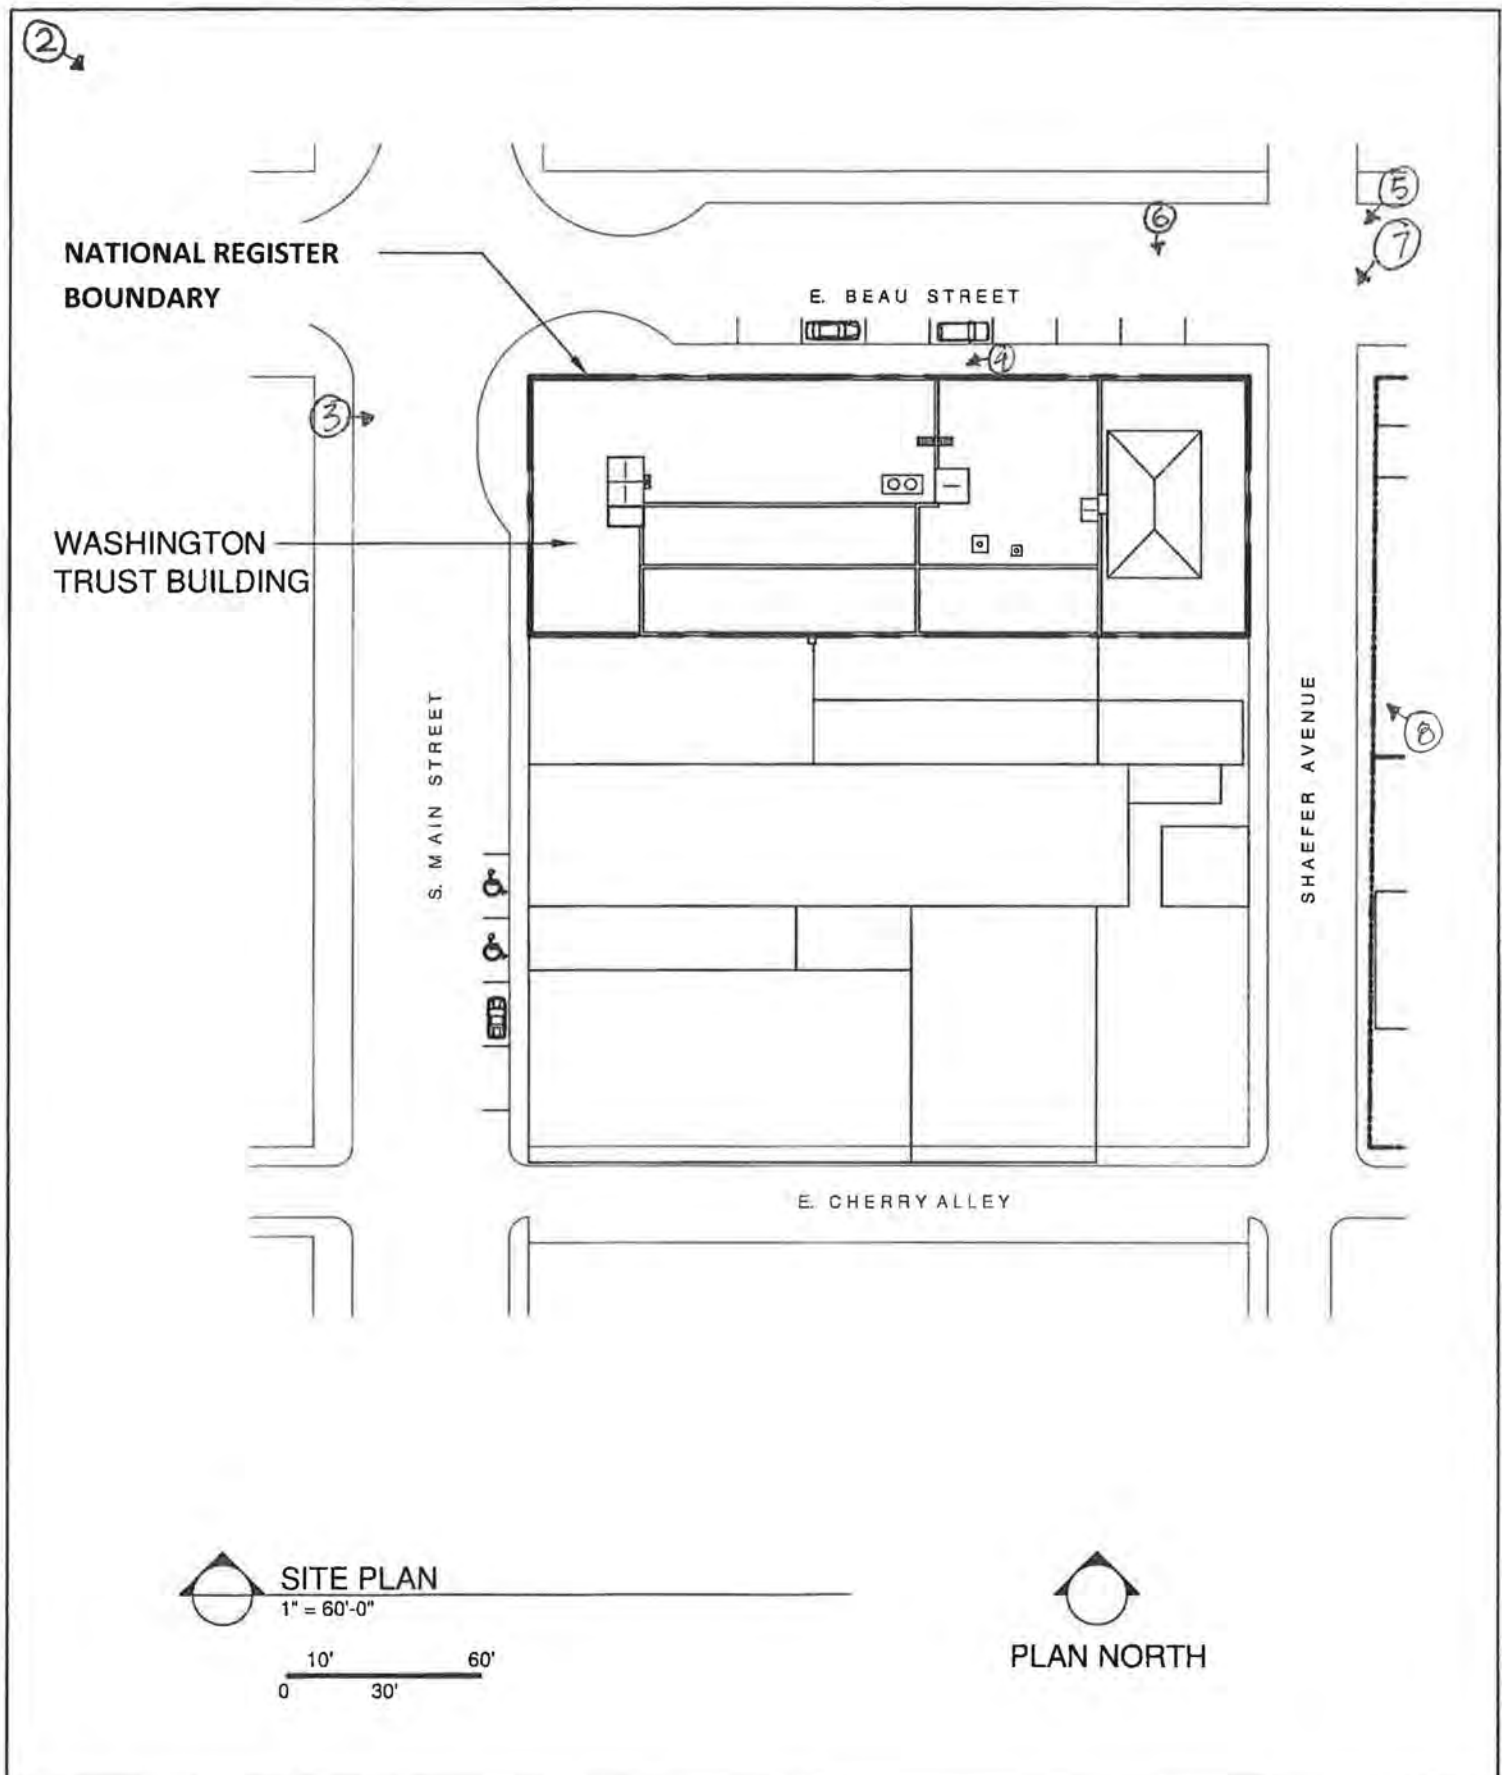 2
5
6
7
NATIONAL REGISTER
BOUNDARY
E. BEAU STREET
4
3
WASHINGTON
TRUST BUILDING
S. MAIN STREET
SHAEFER AVENUE
8
E. CHERRY ALLEY
SITE PLAN
1" = 60'-0"
10' 60'
0 30'
PLAN NORTH